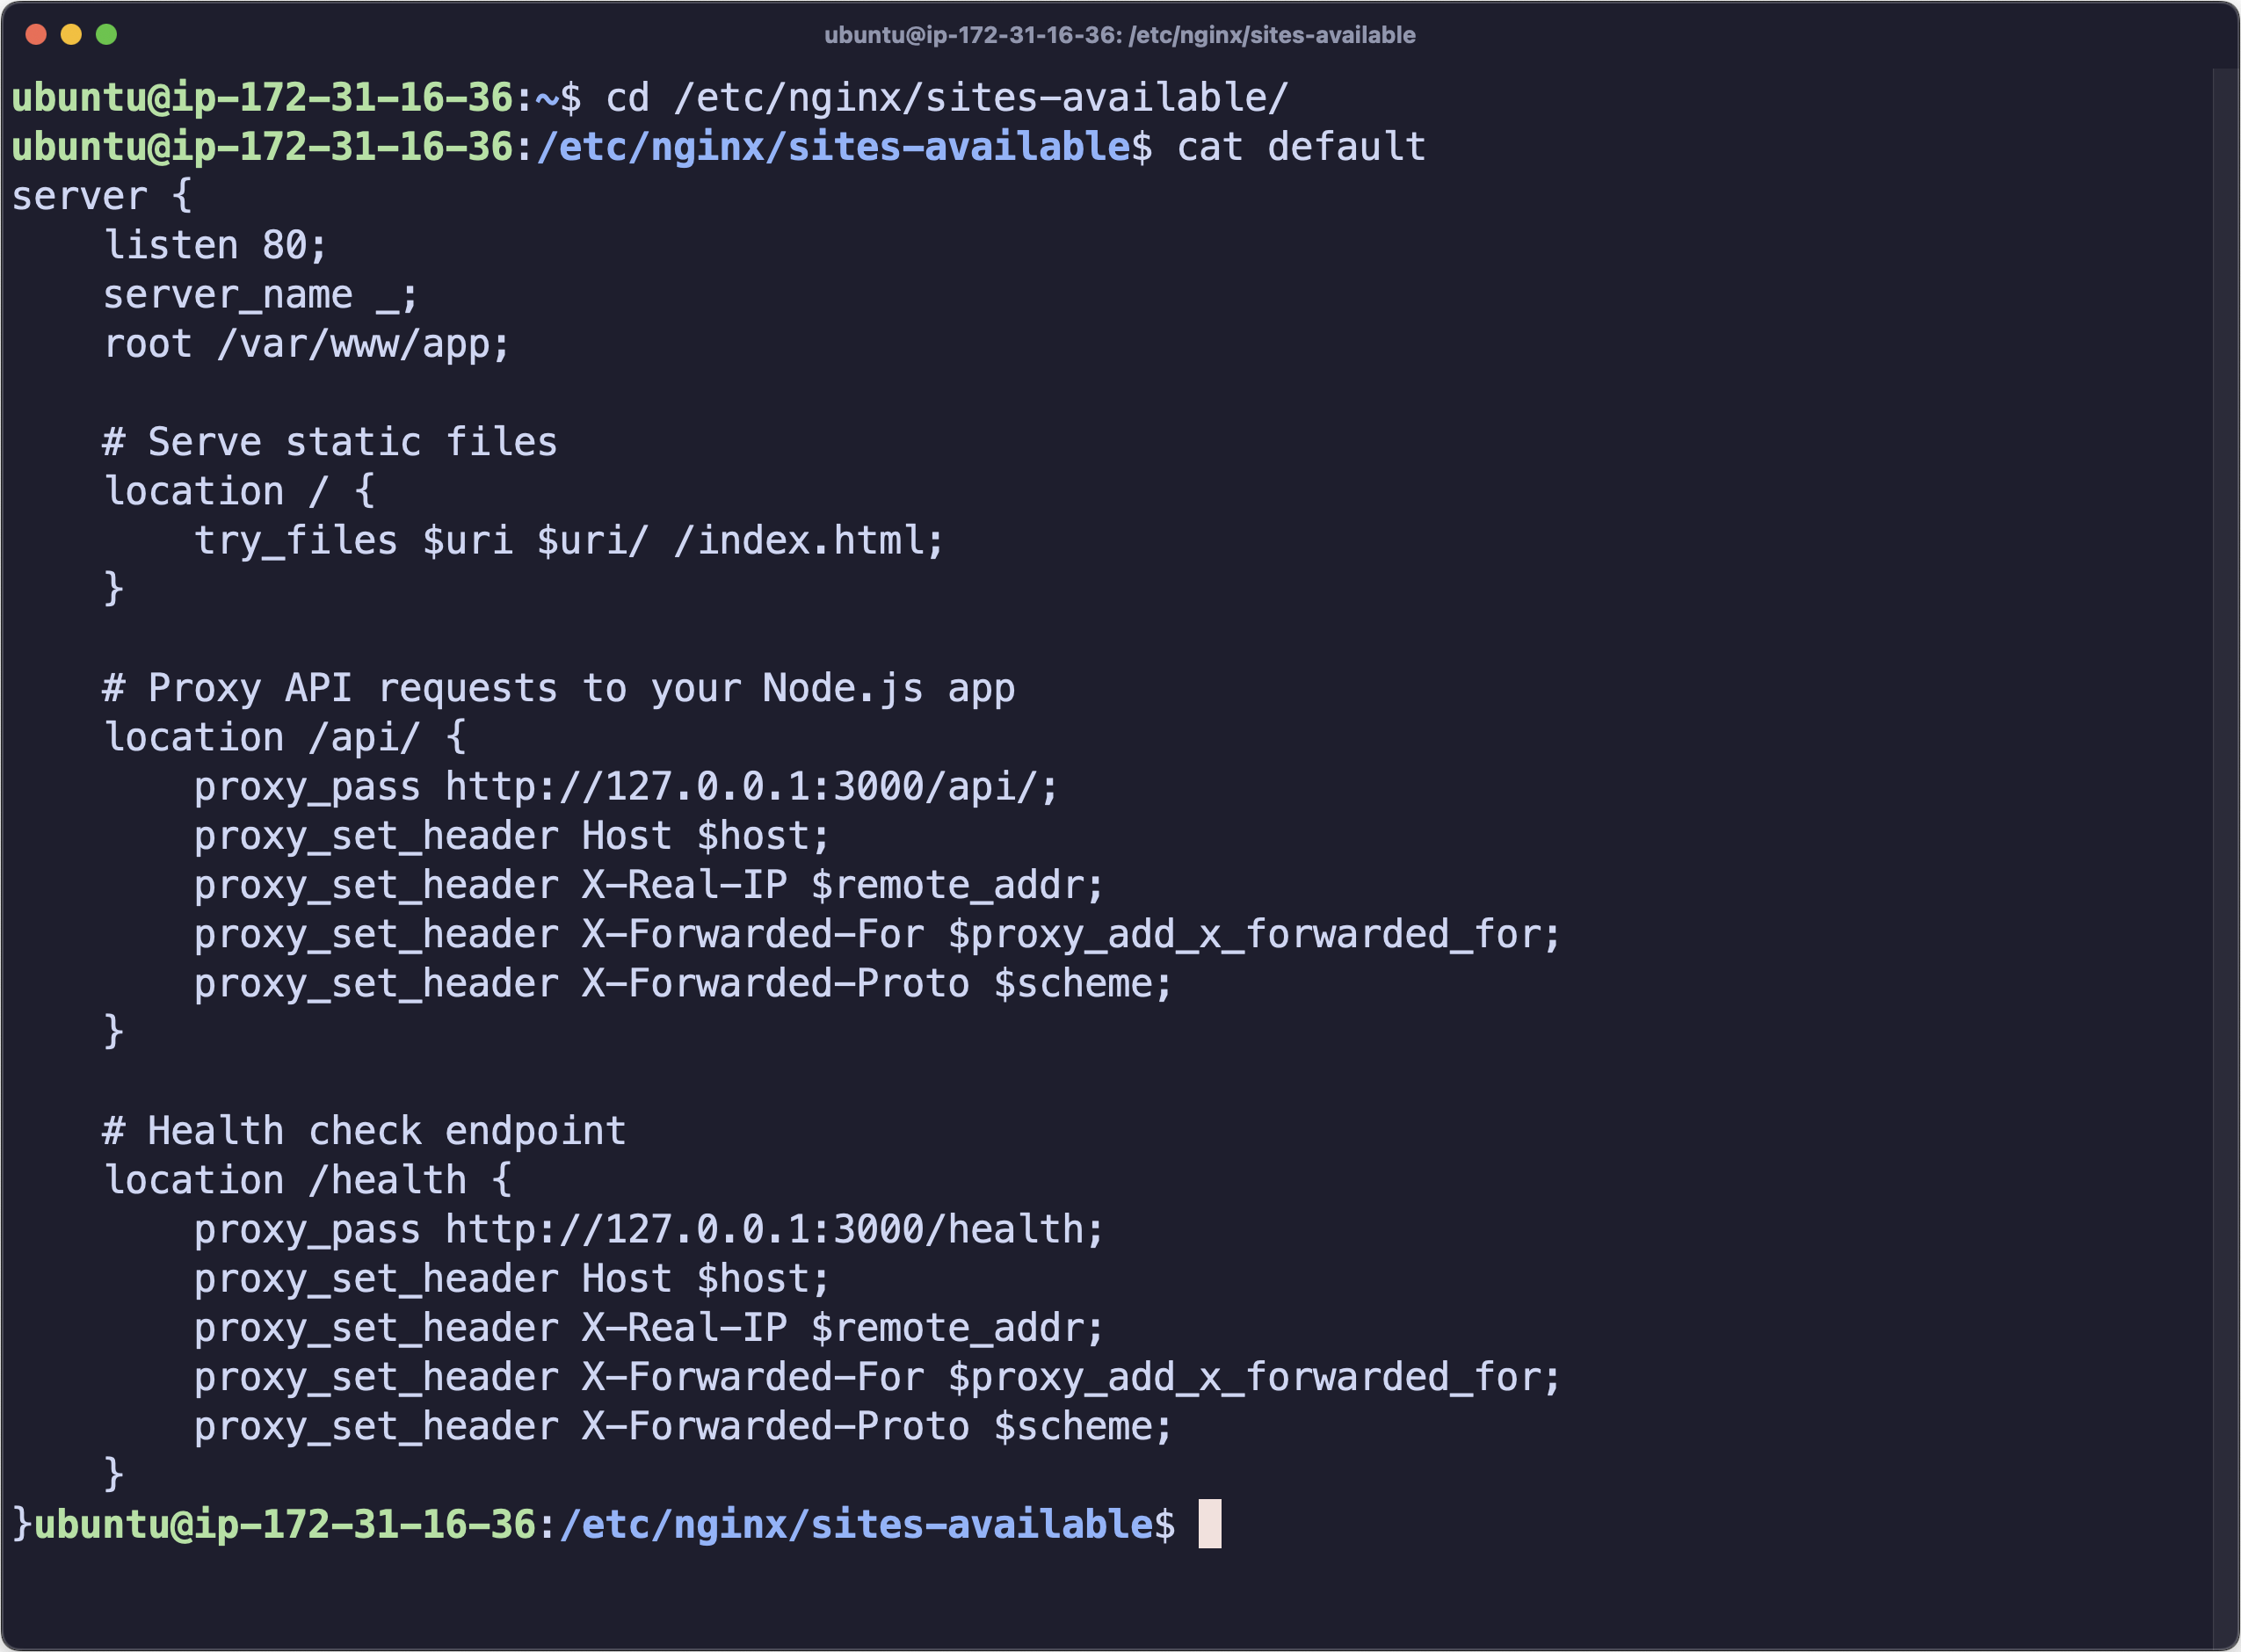 ubuntu@ip-172-31-16-36: /etc/nginx/sites-available
ubuntu@ip-172-31-16-36:~$ cd /etc/nginx/sites-available/
ubuntu@ip-172-31-16-36:/etc/nginx/sites-available$ cat default
server {
    listen 80;
    server_name _;
    root /var/www/app;

    # Serve static files
    location / {
        try_files $uri $uri/ /index.html;
    }

    # Proxy API requests to your Node.js app
    location /api/ {
        proxy_pass http://127.0.0.1:3000/api/;
        proxy_set_header Host $host;
        proxy_set_header X-Real-IP $remote_addr;
        proxy_set_header X-Forwarded-For $proxy_add_x_forwarded_for;
        proxy_set_header X-Forwarded-Proto $scheme;
    }

    # Health check endpoint
    location /health {
        proxy_pass http://127.0.0.1:3000/health;
        proxy_set_header Host $host;
        proxy_set_header X-Real-IP $remote_addr;
        proxy_set_header X-Forwarded-For $proxy_add_x_forwarded_for;
        proxy_set_header X-Forwarded-Proto $scheme;
    }
}ubuntu@ip-172-31-16-36:/etc/nginx/sites-available$